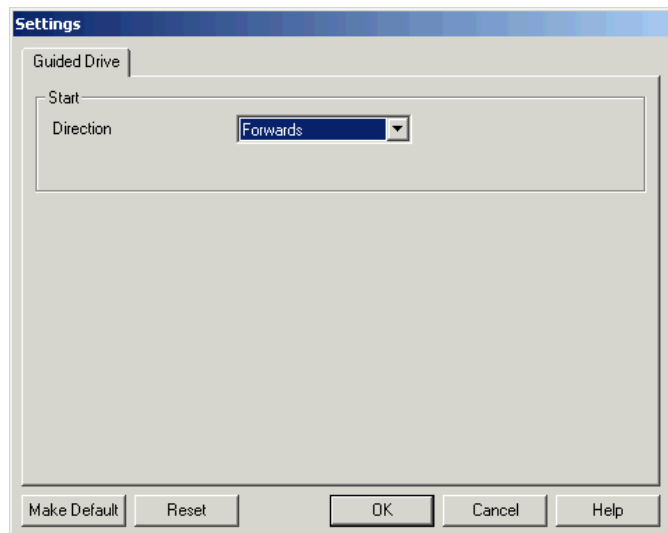 Settings
Guided Drive
Start
Direction Forwards
Make Default Reset OK Cancel Help